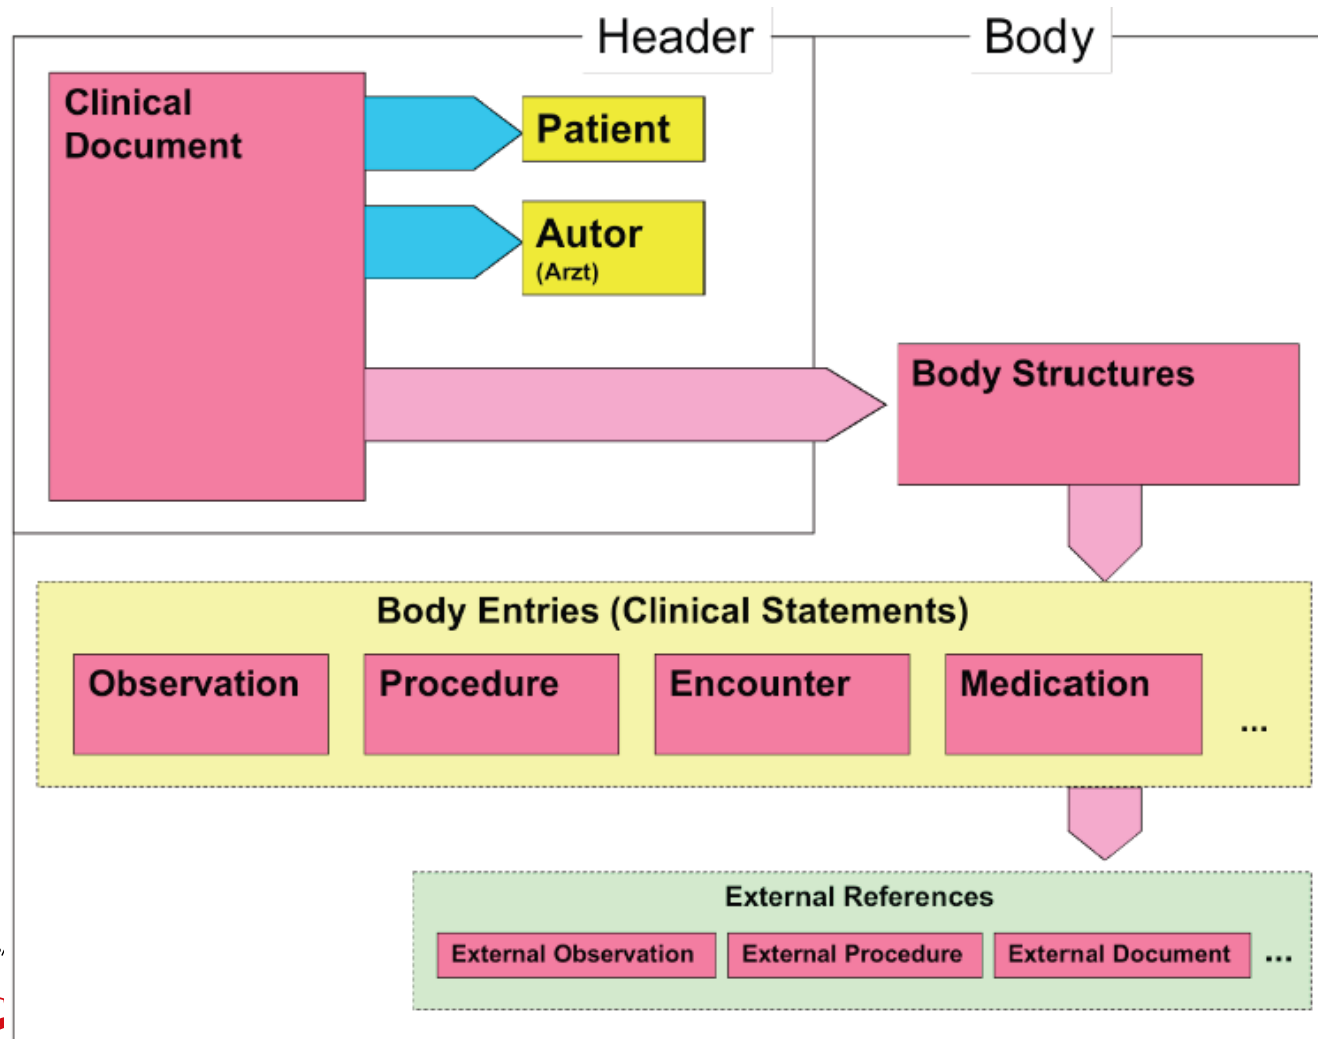 Header
Body
Clinical
Document
Patient
Autor
(Arzt)
Body Structures
Body Entries (Clinical Statements)
Observation
Procedure
Encounter
Medication
...
External References
External Observation
External Procedure
External Document
...